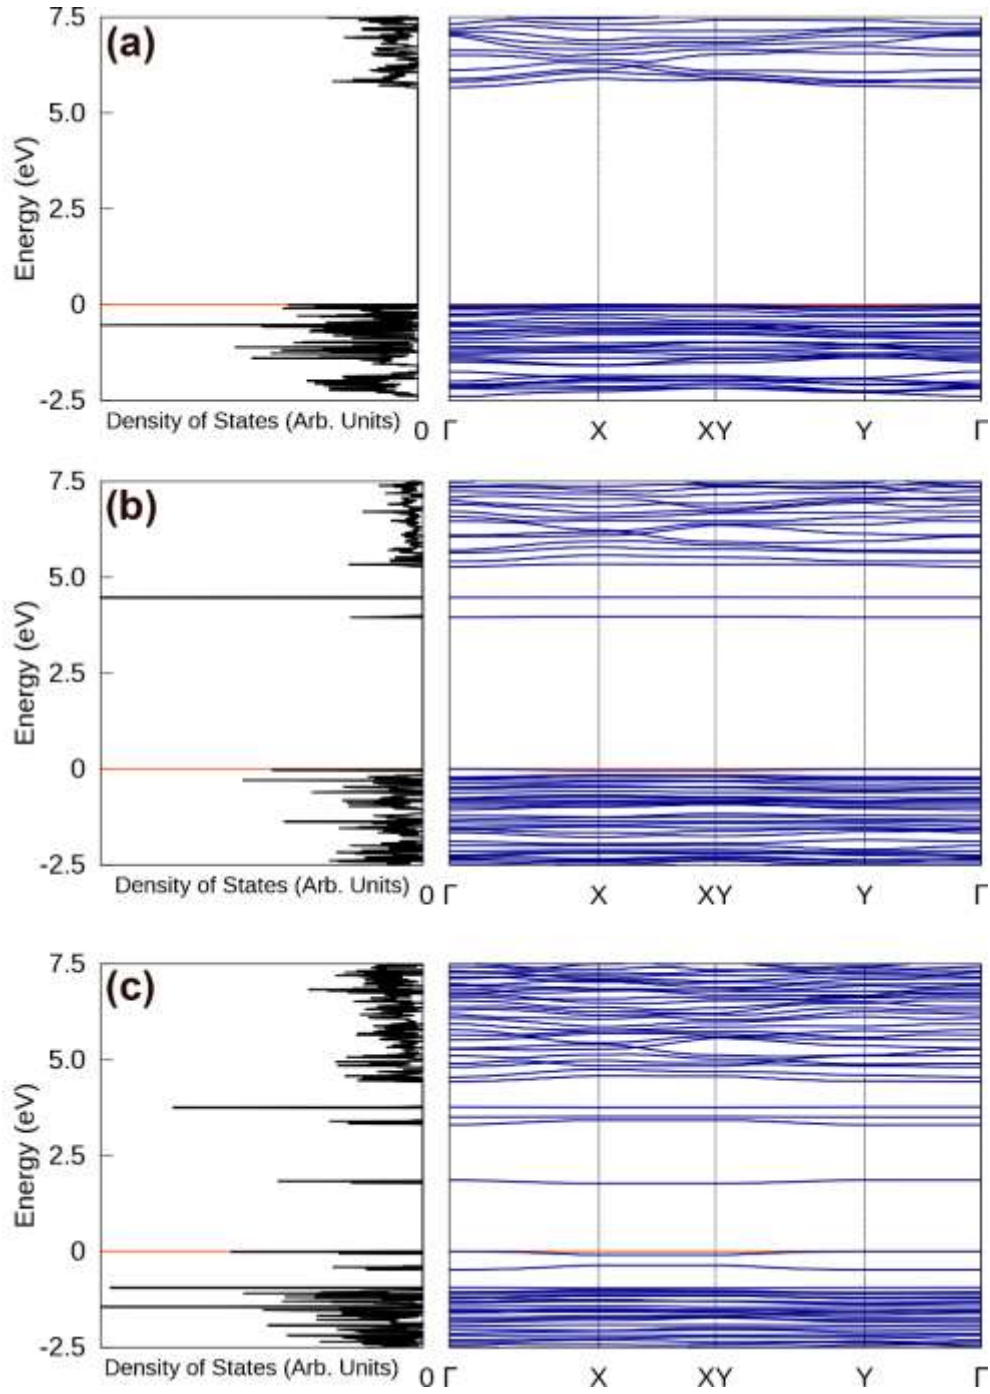 (a)
7.5
5.0
2.5
0
-2.5
Energy (eV)
Density of States (Arb. Units)
0 Γ X XY Y Γ
(b)
7.5
5.0
2.5
0
-2.5
Energy (eV)
Density of States (Arb. Units)
0 Γ X XY Y Γ
(c)
7.5
5.0
2.5
0
-2.5
Energy (eV)
Density of States (Arb. Units)
0 Γ X XY Y Γ